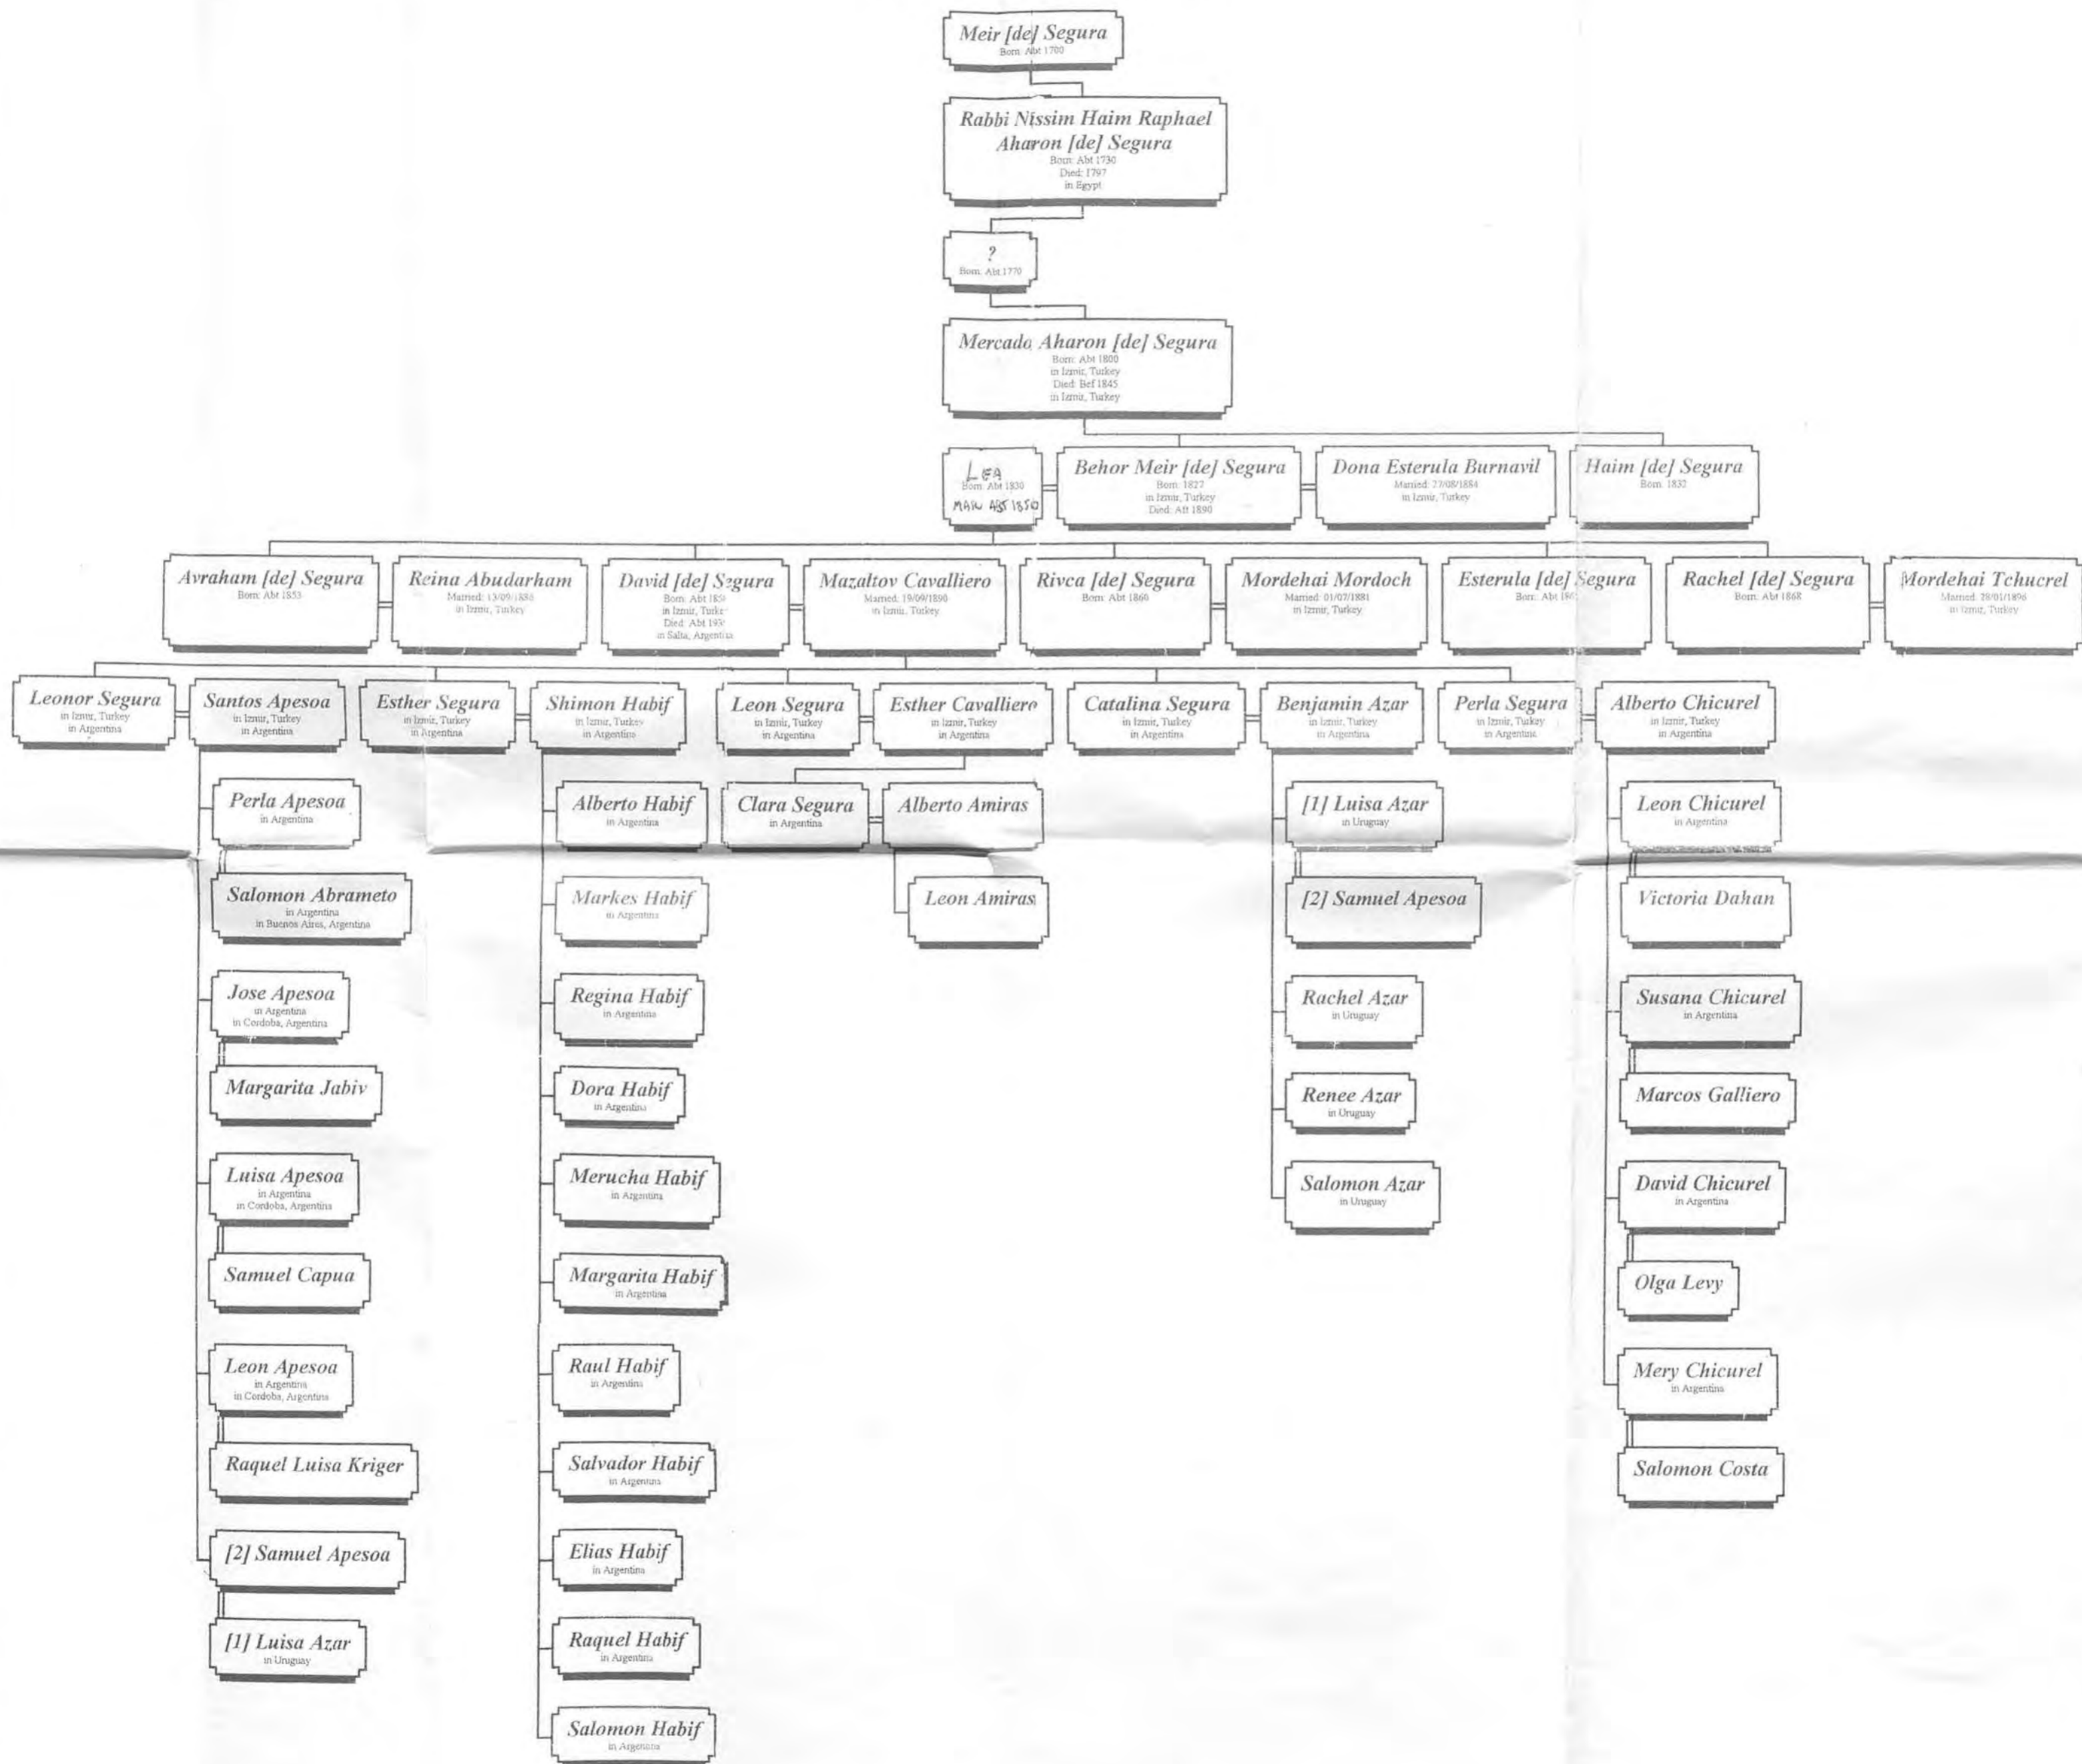 Meir [de] Segura
Born: Abt 1700
Rabbi Nissim Haim Raphael
Aharon [de] Segura
Born: Abt 1730
Died: 1797
in Egypt
?
Born: Abt 1770
Mercado Aharon [de] Segura
Born: Abt 1800
in Izmir, Turkey
Died: Bef 1845
in Izmir, Turkey
LEA
Born: Abt 1830
ABT 1850
Behor Meir [de] Segura
Born: 1827
in Izmir, Turkey
Died: Aft 1890
Dona Esterula Burnavil
Married: 27/08/1884
in Izmir, Turkey
Haim [de] Segura
Born: 1832
Avraham [de] Segura
Born: Abt 1853
Reina Abudarham
Married: 13/09/1886
in Izmir, Turkey
David [de] Segura
Born: Abt
in Izmir,
Died: Abt
in Salta, Argentina
Mazaltov Cavalliero
Married: 19/09/1890
in Izmir, Turkey
Rivca [de] Segura
Born: Abt 1860
Mordehai Mordoch
Married: 01/07/1881
in Izmir, Turkey
Esterula [de] Segura
Born: Abt
Rachel [de] Segura
Born: Abt 1868
Mordehai Tchucrel
Married: 28/01/1896
in Izmir, Turkey
Leonor Segura
in Izmir, Turkey
in Argentina
Santos Apesoa
in Izmir, Turkey
in Argentina
Esther Segura
in Izmir, Turkey
in Argentina
Shimon Habif
in Izmir, Turkey
in Argentina
Leon Segura
in Izmir, Turkey
in Argentina
Esther Cavalliero
in Izmir, Turkey
in Argentina
Catalina Segura
in Izmir, Turkey
in Argentina
Benjamin Azar
in Izmir, Turkey
in Argentina
Perla Segura
in Izmir, Turkey
in Argentina
Alberto Chicurel
in Izmir, Turkey
in Argentina
Perla Apesoa
in Argentina
Salomon Abrameto
in Argentina
in Buenos Aires, Argentina
Jose Apesoa
in Argentina
in Cordoba, Argentina
Margarita Jabiv
Luisa Apesoa
in Argentina
in Cordoba, Argentina
Samuel Capua
Leon Apesoa
in Argentina
in Cordoba, Argentina
Raquel Luisa Kriger
[2] Samuel Apesoa
[1] Luisa Azar
in Uruguay
Alberto Habif
in Argentina
Markes Habif
in Argentina
Regina Habif
in Argentina
Dora Habif
in Argentina
Merucha Habif
in Argentina
Margarita Habif
in Argentina
Raul Habif
in Argentina
Salvador Habif
in Argentina
Elias Habif
in Argentina
Raquel Habif
in Argentina
Salomon Habif
in Argentina
Clara Segura
in Argentina
Alberto Amiras
Leon Amiras
[1] Luisa Azar
in Uruguay
[2] Samuel Apesoa
Rachel Azar
in Uruguay
Renee Azar
in Uruguay
Salomon Azar
in Uruguay
Leon Chicurel
in Argentina
Victoria Dahan
Susana Chicurel
in Argentina
Marcos Galliero
David Chicurel
in Argentina
Olga Levy
Mery Chicurel
in Argentina
Salomon Costa